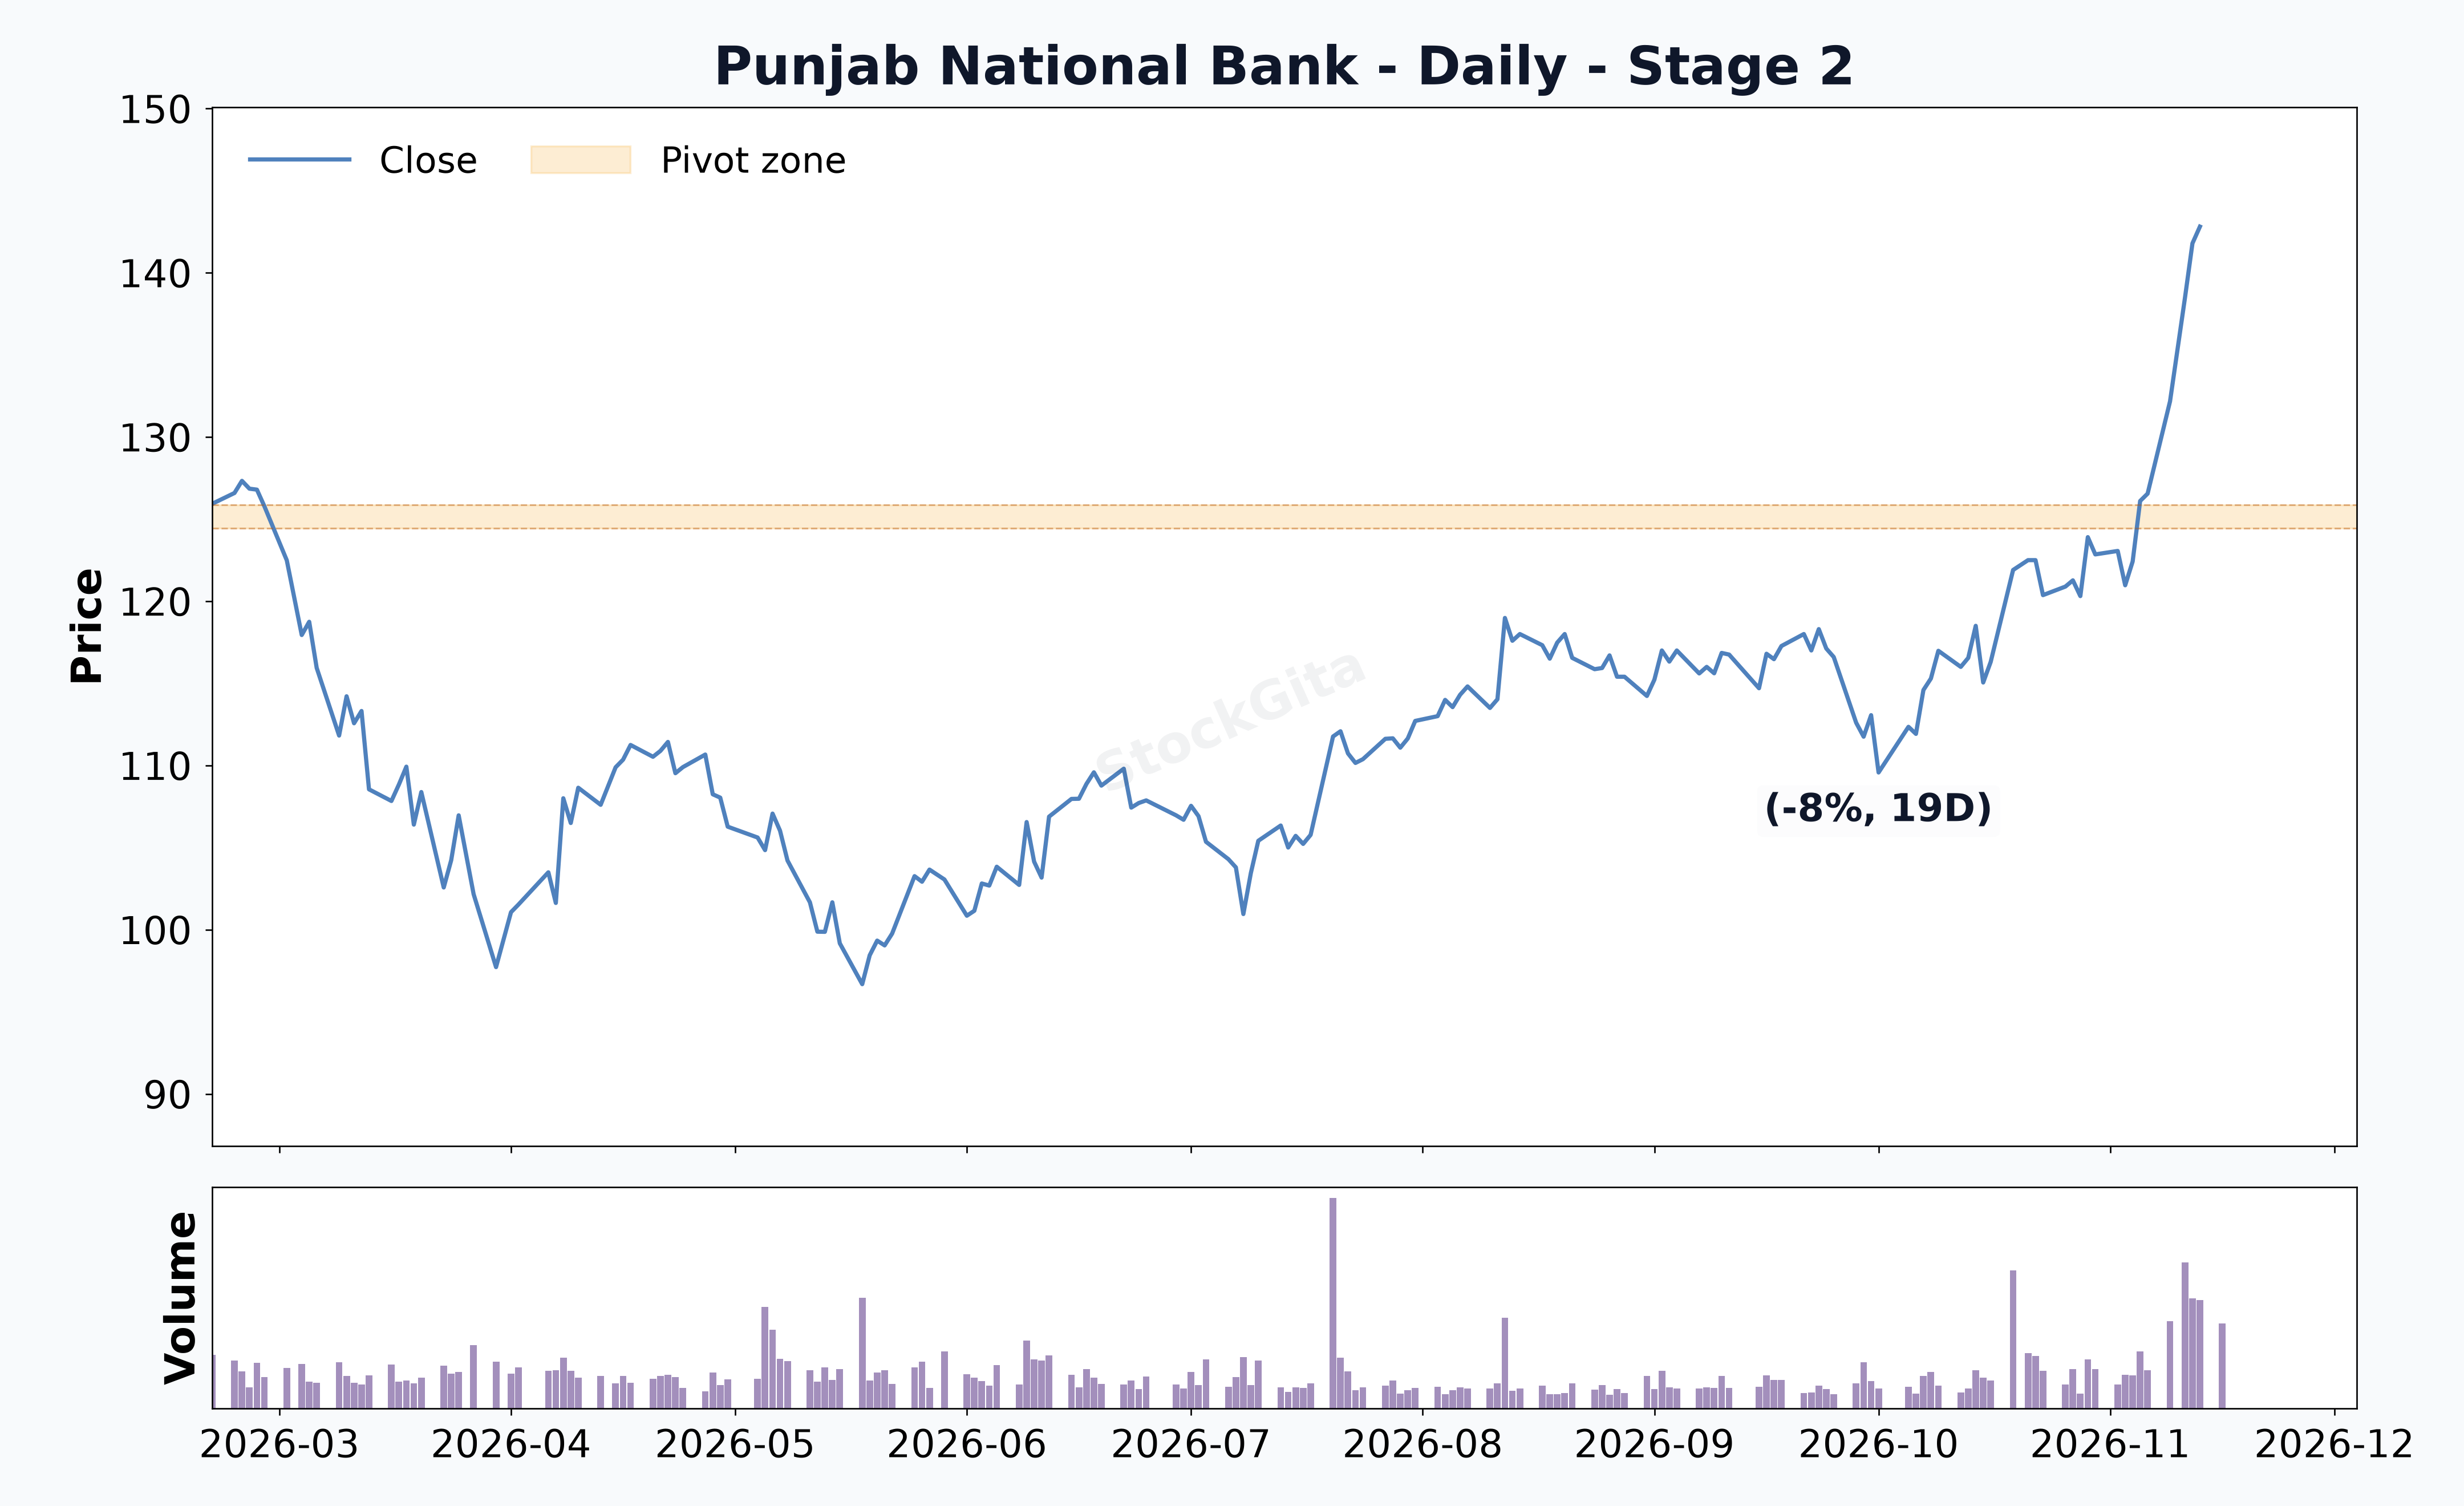 Punjab National Bank - Daily - Stage 2
Close
Pivot zone
150
140
130
120
110
100
90
Price
StockGita
(-8%, 19D)
Volume
2026-03
2026-04
2026-05
2026-06
2026-07
2026-08
2026-09
2026-10
2026-11
2026-12